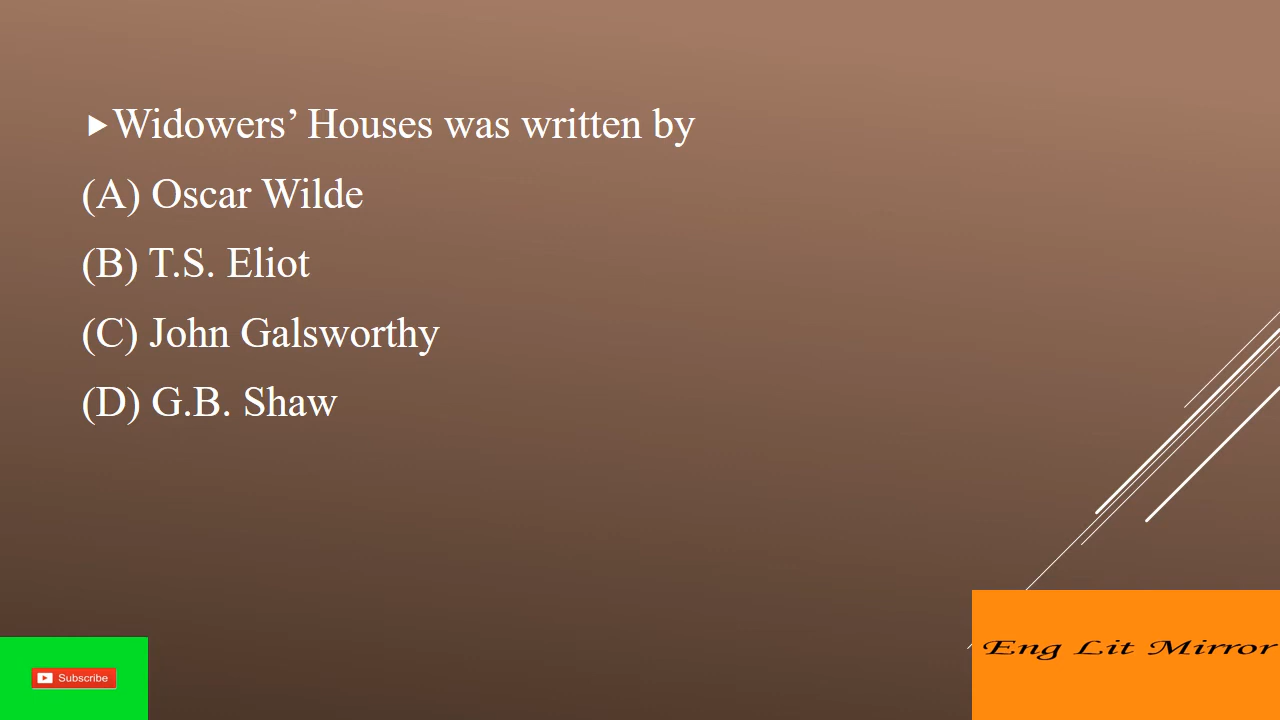 Widowers’ Houses was written by
(A) Oscar Wilde
(B) T.S. Eliot
(C) John Galsworthy
(D) G.B. Shaw
Subscribe
Eng Lit Mirror